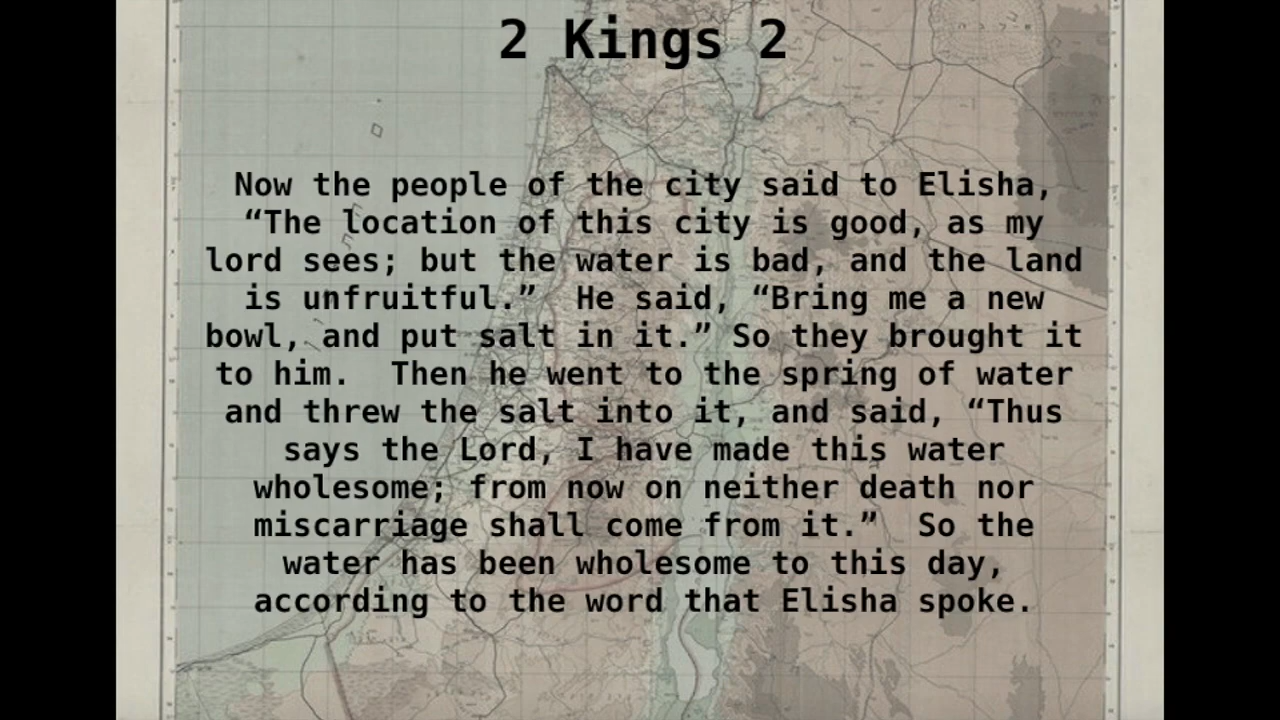 2 Kings 2
Now the people of the city said to Elisha,
“The location of this city is good, as my
lord sees; but the water is bad, and the land
is unfruitful.”  He said, “Bring me a new
bowl, and put salt in it.” So they brought it
to him.  Then he went to the spring of water
and threw the salt into it, and said, “Thus
says the Lord, I have made this water
wholesome; from now on neither death nor
miscarriage shall come from it.”  So the
water has been wholesome to this day,
according to the word that Elisha spoke.